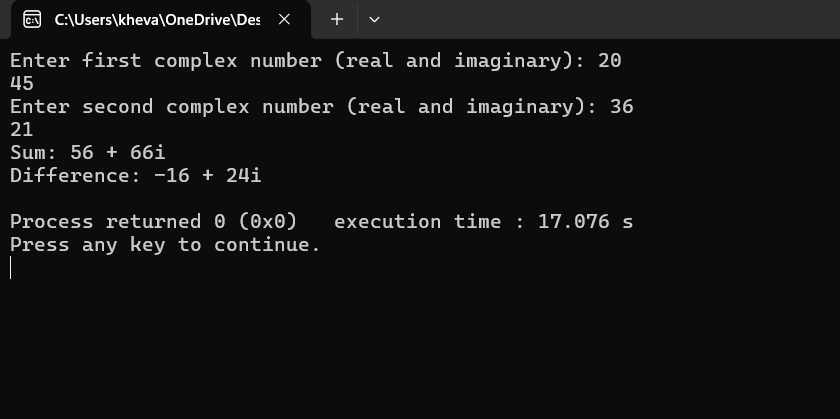 C:\Users\kheva\OneDrive\Des
Enter first complex number (real and imaginary): 20
45
Enter second complex number (real and imaginary): 36
21
Sum: 56 + 66i
Difference: -16 + 24i
Process returned 0 (0x0)   execution time : 17.076 s
Press any key to continue.